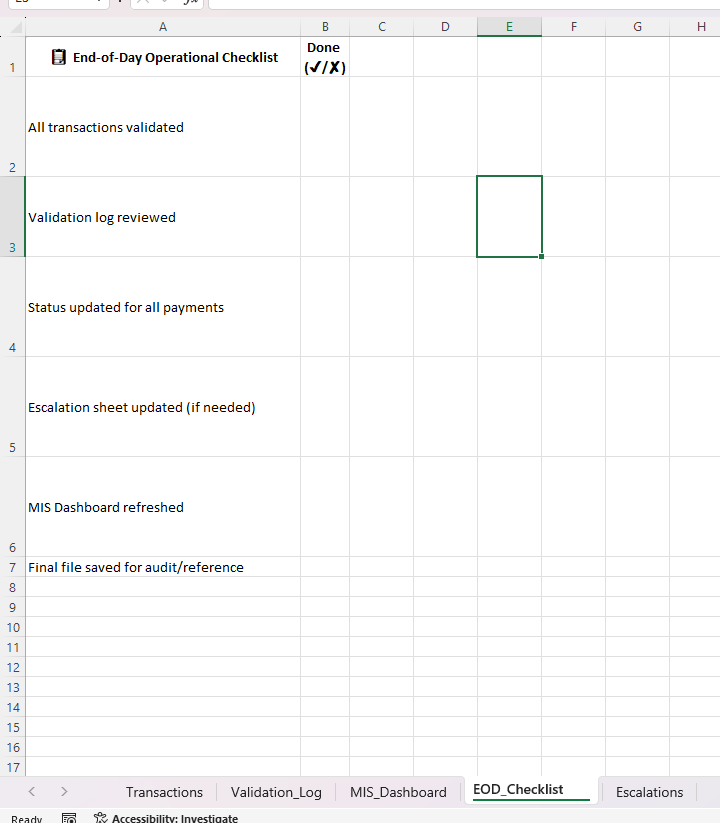 A B C D E F G H
1 📋 End-of-Day Operational Checklist Done
(✔/✘)
2 All transactions validated
3 Validation log reviewed
4 Status updated for all payments
5 Escalation sheet updated (if needed)
6 MIS Dashboard refreshed
7 Final file saved for audit/reference
8
9
10
11
12
13
14
15
16
17
Transactions Validation_Log MIS_Dashboard EOD_Checklist Escalations
Ready Accessibility: Investigate